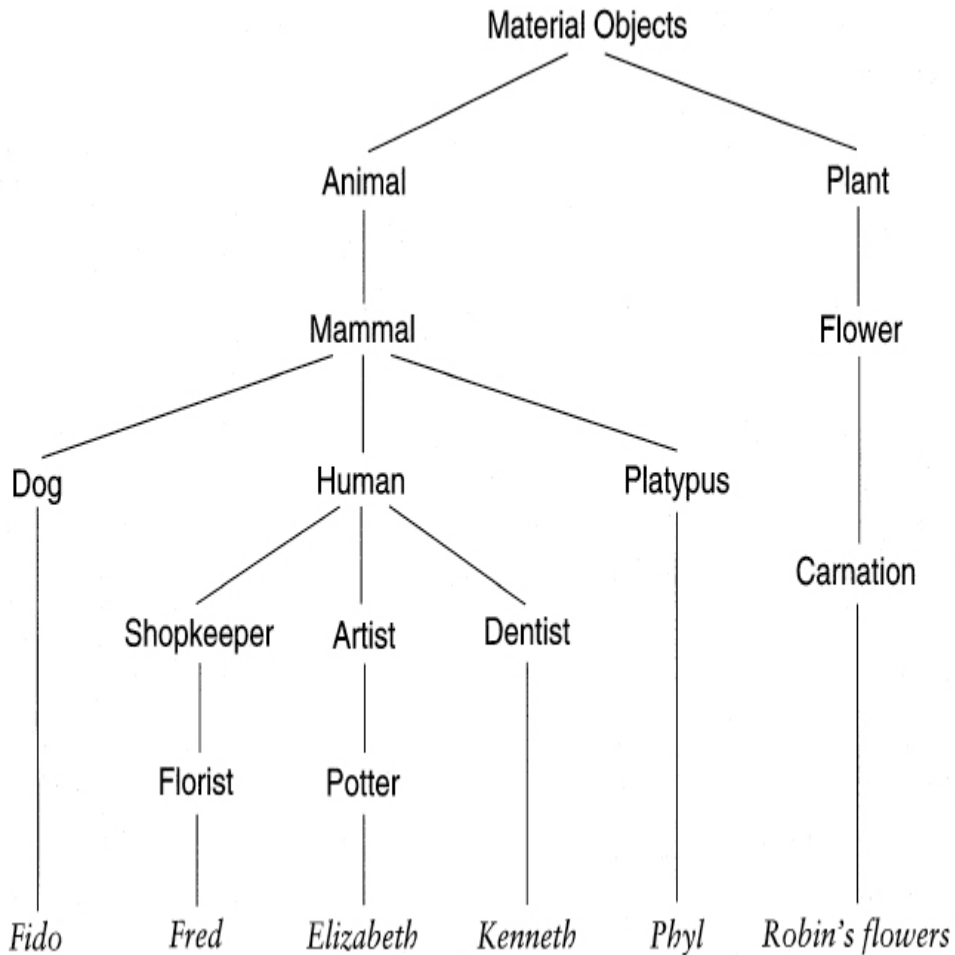 Material Objects
Animal Plant
Mammal Flower
Dog Human Platypus
Carnation
Shopkeeper Artist Dentist
Florist Potter
Fido Fred Elizabeth Kenneth Phyl Robin's flowers